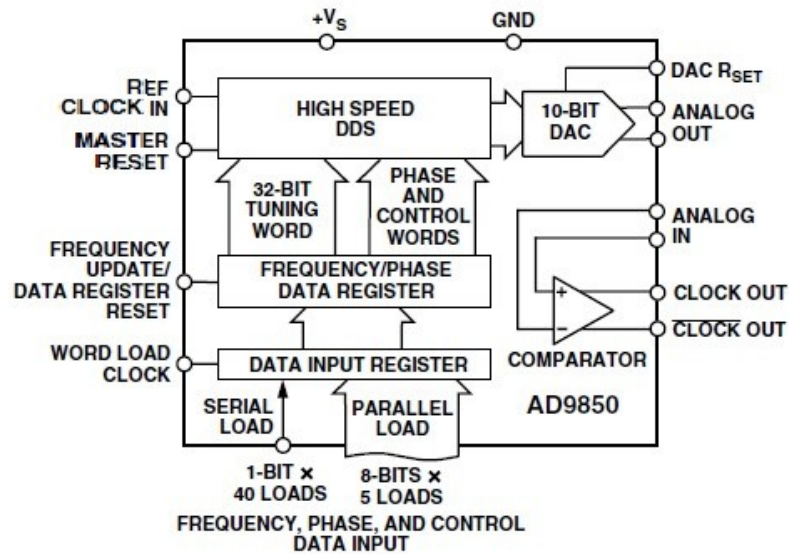 +VS
GND
REF
CLOCK IN
MASTER
RESET
HIGH SPEED
DDS
10-BIT
DAC
DAC RSET
ANALOG
OUT
32-BIT
TUNING
WORD
PHASE
AND
CONTROL
WORDS
ANALOG
IN
FREQUENCY
UPDATE/
DATA REGISTER
RESET
FREQUENCY/PHASE
DATA REGISTER
+
−
CLOCK OUT
CLOCK OUT
COMPARATOR
WORD LOAD
CLOCK
DATA INPUT REGISTER
SERIAL
LOAD
PARALLEL
LOAD
AD9850
1-BIT ×
40 LOADS
8-BITS ×
5 LOADS
FREQUENCY, PHASE, AND CONTROL
DATA INPUT